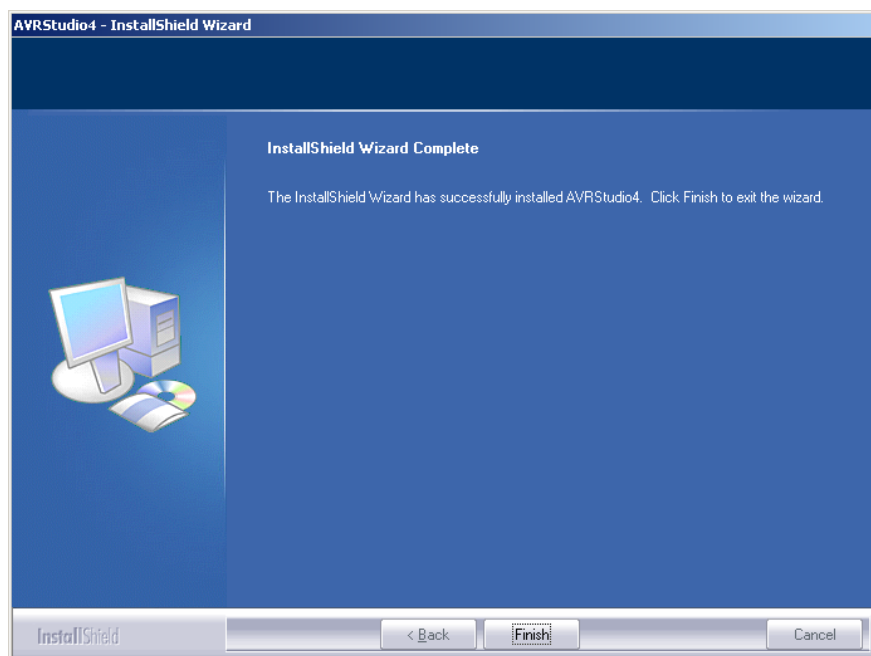 AVRStudio4 - InstallShield Wizard
InstallShield Wizard Complete
The InstallShield Wizard has successfully installed AVRStudio4. Click Finish to exit the wizard.
InstallShield
< Back
Finish
Cancel